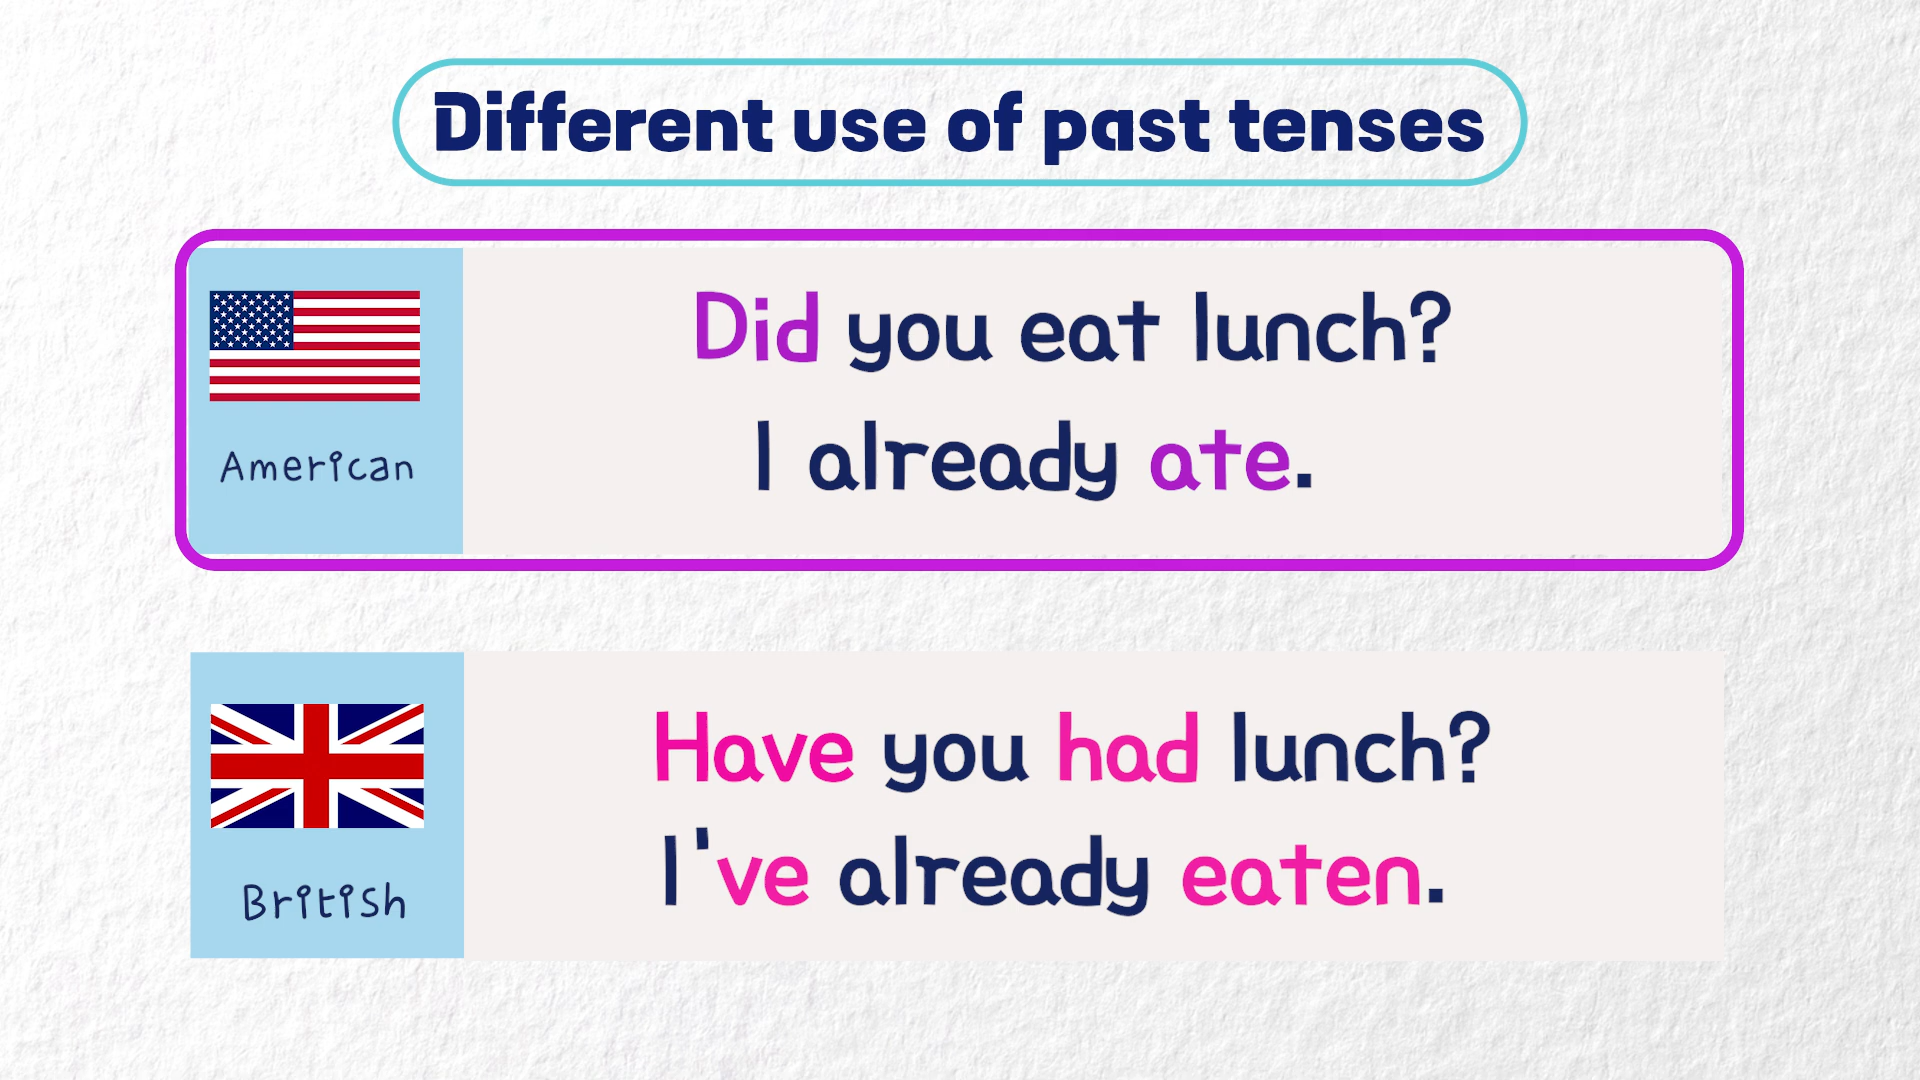 Different use of past tenses
American
Did you eat lunch?
I already ate.
British
Have you had lunch?
I've already eaten.